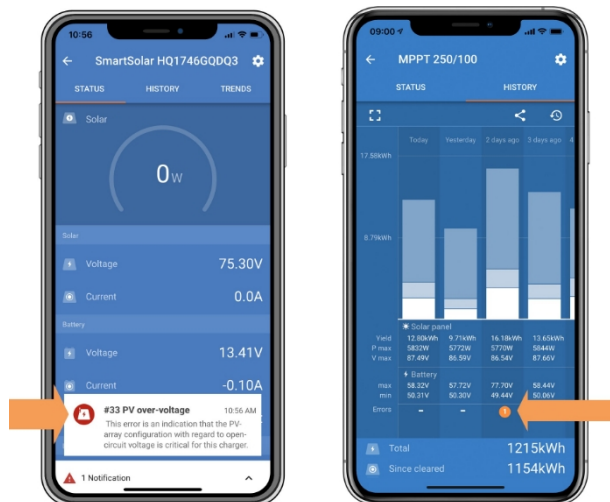 10:56
SmartSolar HQ1746GQDQ3
STATUS HISTORY TRENDS
Solar
0W
Solar
Voltage 75.30V
Current 0.0A
Battery
Voltage 13.41V
Current -0.10A
#33 PV over-voltage 10:56 AM
This error is an indication that the PV-
array configuration with regard to open-
circuit voltage is critical for this charger.
1 Notification
09:00
MPPT 250/100
STATUS HISTORY
Today Yesterday 2 days ago 3 days ago 4
17.58kWh
8.79kWh
Solar panel
Yield 12.80kWh 9.71kWh 16.18kWh 13.65kWh
P max 5832W 5772W 5770W 5844W
V max 87.49V 86.59V 86.54V 87.66V
Battery
max 58.32V 57.72V 77.70V 58.44V
min 50.31V 50.30V 49.44V 50.06V
Errors - - 1
Total 1215kWh
Since cleared 1154kWh